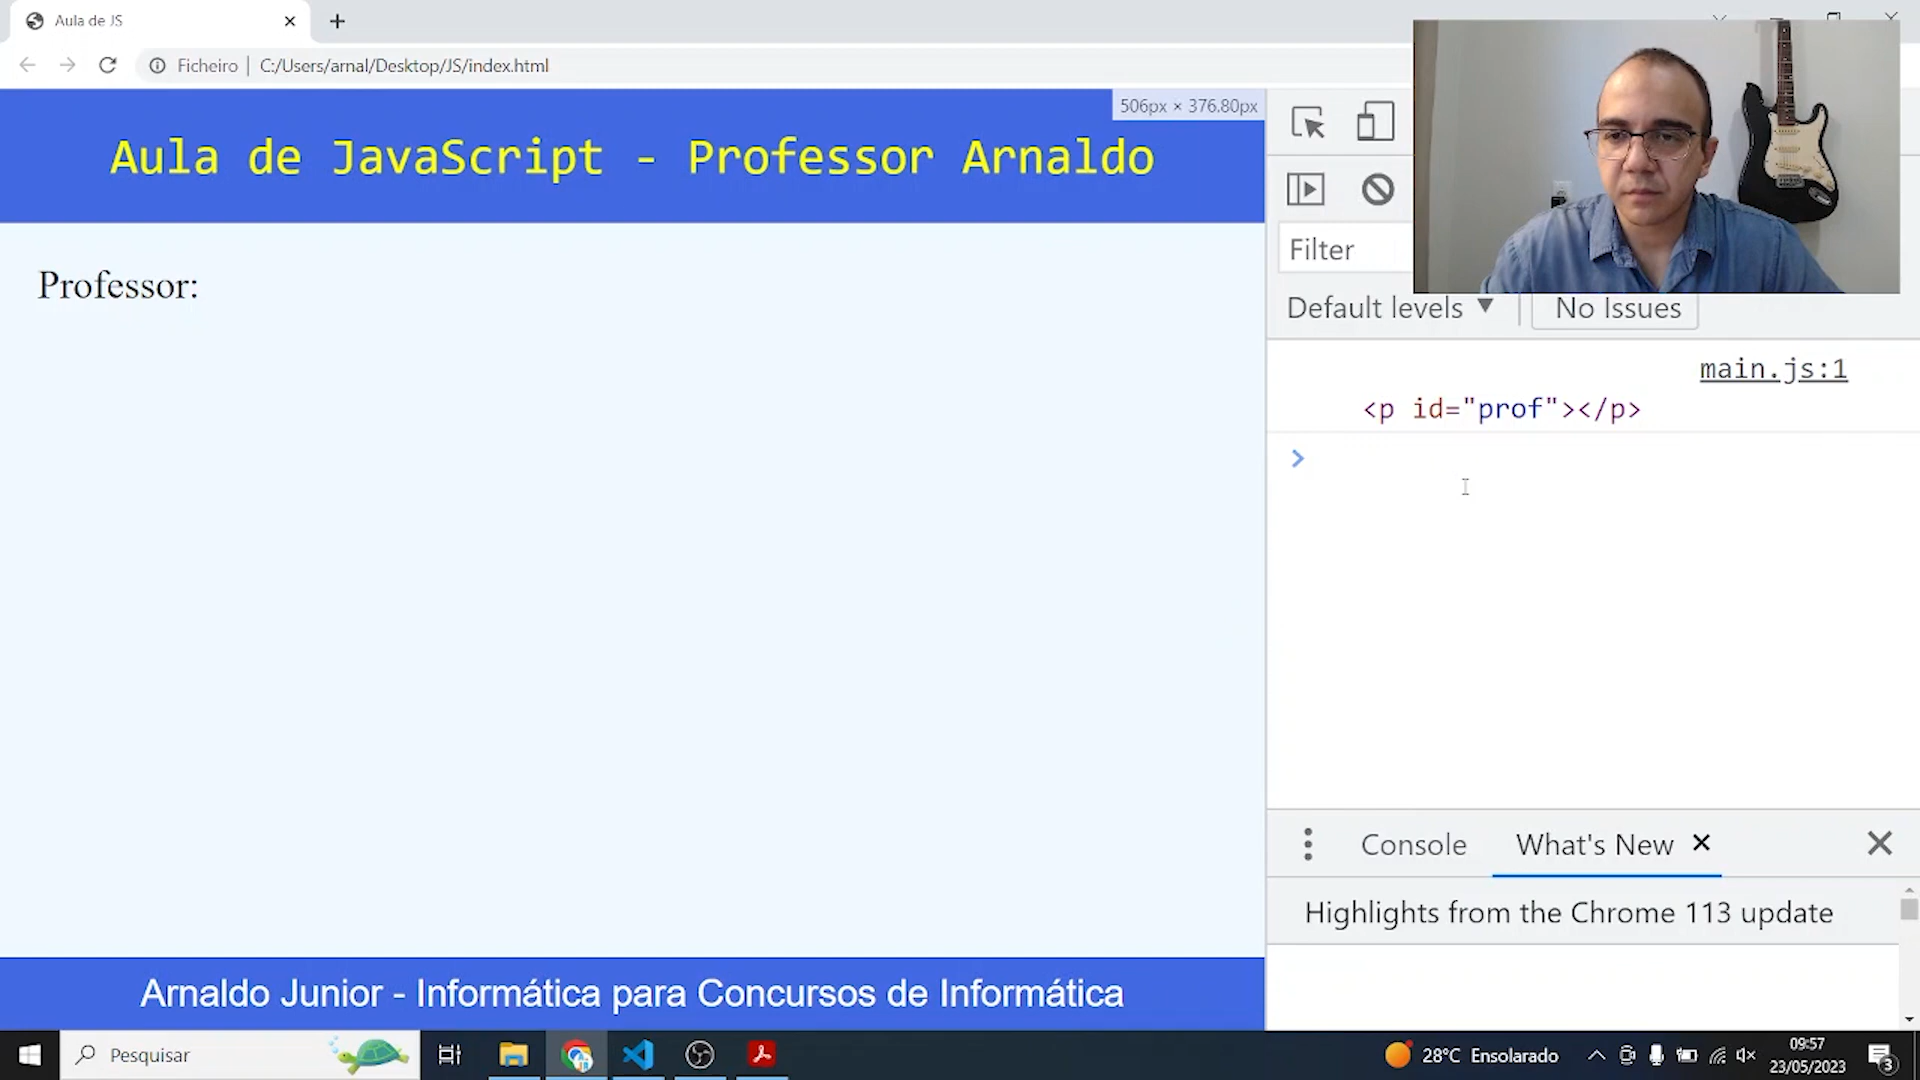 Aula de JS
Ficheiro
C:/Users/arnal/Desktop/JS/index.html
506px × 376.80px
Aula de JavaScript - Professor Arnaldo
Professor:
Filter
Default levels ▼
No Issues
main.js:1
<p id="prof"></p>
Console
What's New
Highlights from the Chrome 113 update
Arnaldo Junior - Informática para Concursos de Informática
Pesquisar
28°C Ensolarado
09:57
23/05/2023
3